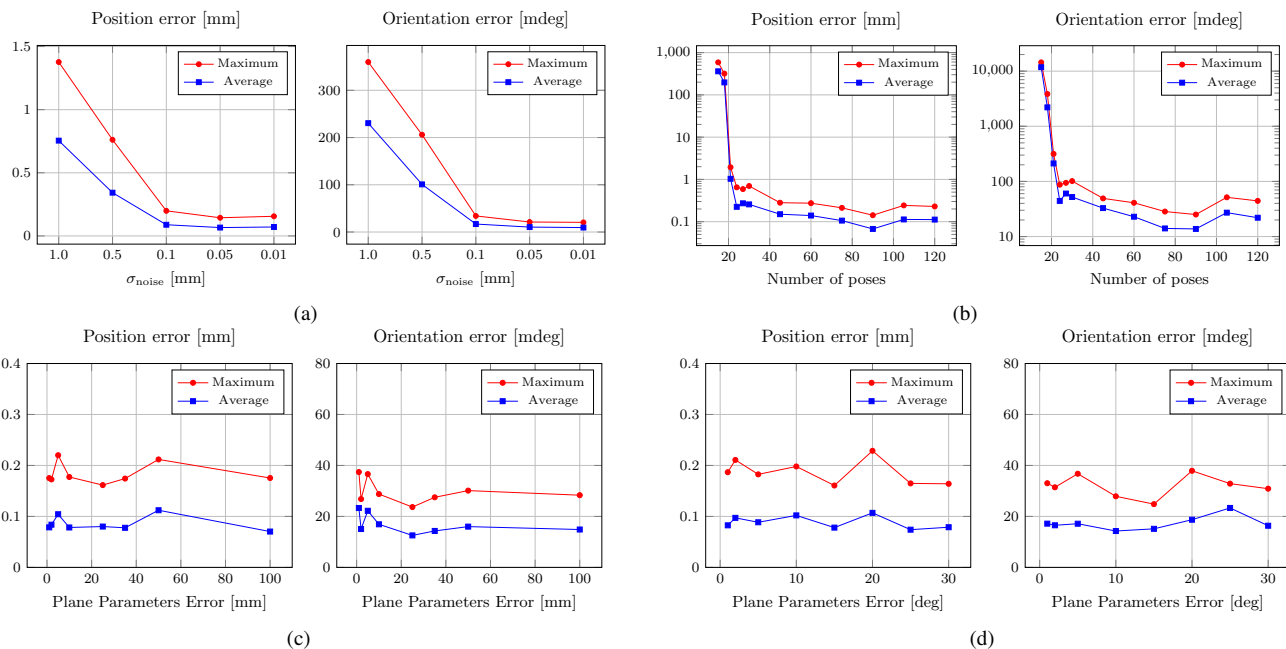 Position error [mm]
Orientation error [mdeg]
Position error [mm]
Orientation error [mdeg]
1.5
1
0.5
0
Maximum
Average
1.0 0.5 0.1 0.05 0.01
σnoise [mm]
300
200
100
0
Maximum
Average
1.0 0.5 0.1 0.05 0.01
σnoise [mm]
(a)
1,000
100
10
1
0.1
Maximum
Average
20 40 60 80 100 120
Number of poses
10,000
1,000
100
10
Maximum
Average
20 40 60 80 100 120
Number of poses
(b)
Position error [mm]
0.4
0.3
0.2
0.1
0
Maximum
Average
0 20 40 60 80 100
Plane Parameters Error [mm]
Orientation error [mdeg]
80
60
40
20
0
Maximum
Average
0 20 40 60 80 100
Plane Parameters Error [mm]
(c)
Position error [mm]
0.4
0.3
0.2
0.1
0
Maximum
Average
0 10 20 30
Plane Parameters Error [deg]
Orientation error [mdeg]
80
60
40
20
0
Maximum
Average
0 10 20 30
Plane Parameters Error [deg]
(d)